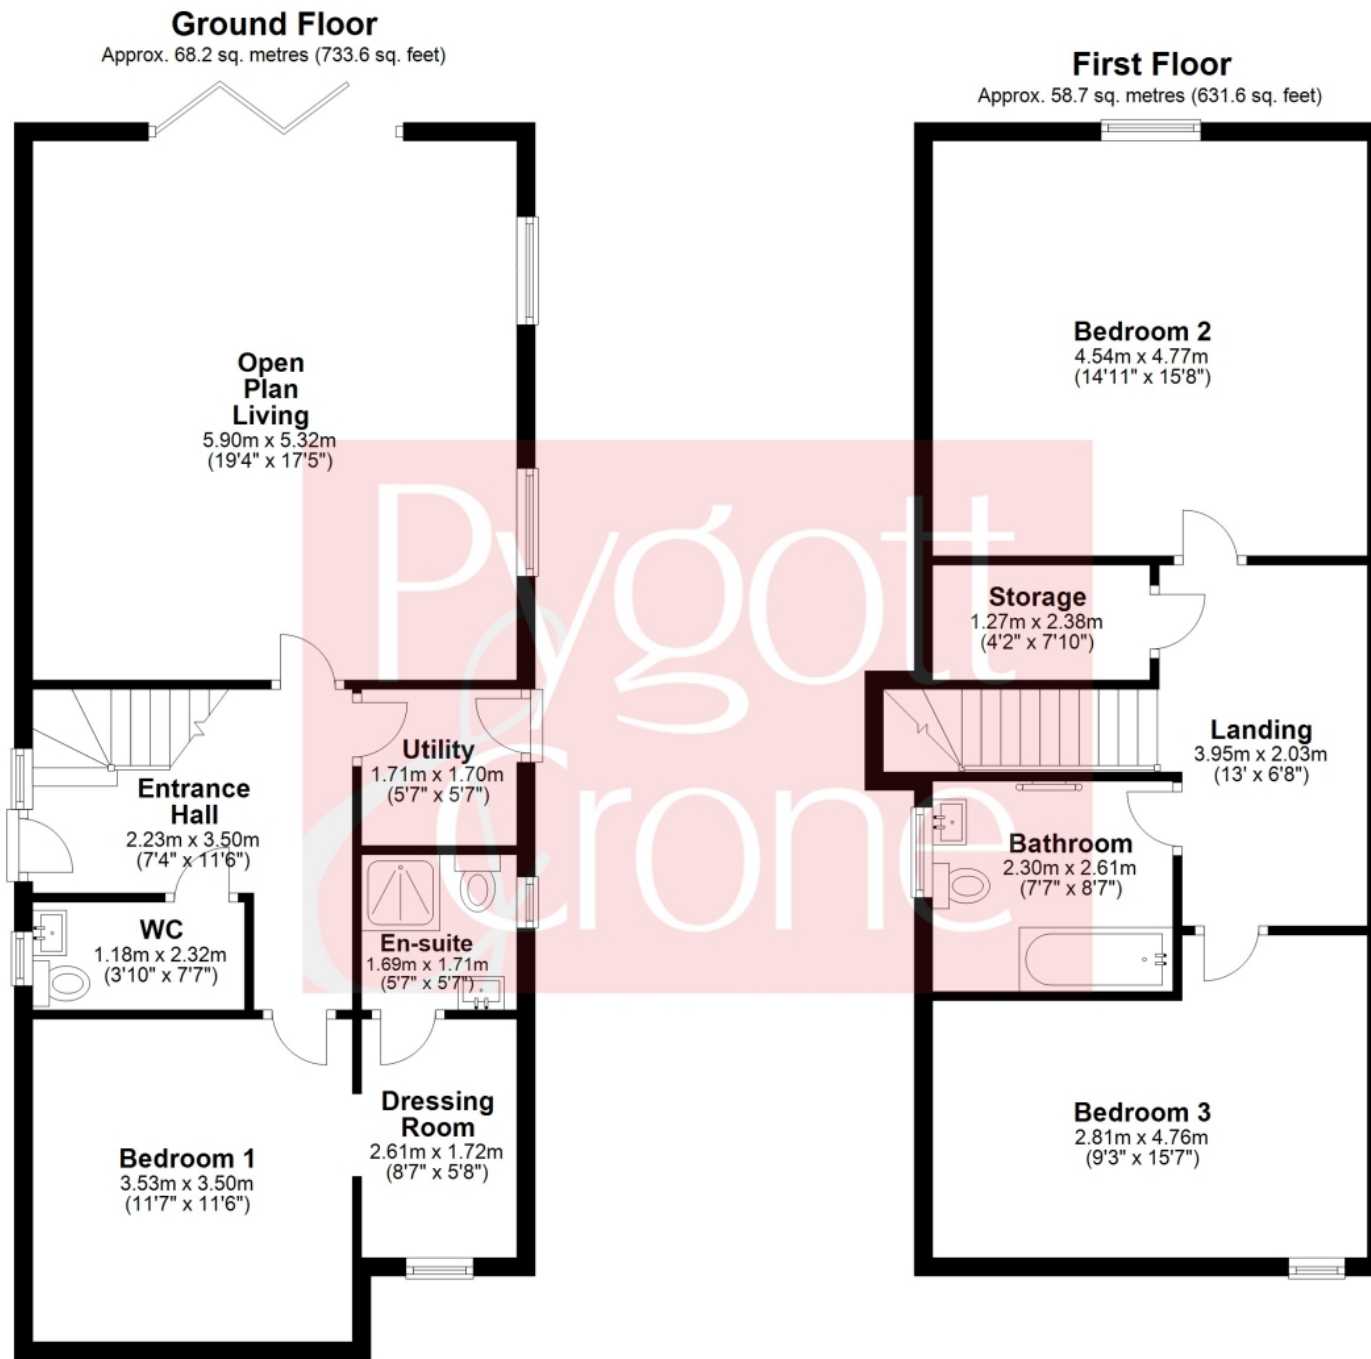 Ground Floor
Approx. 68.2 sq. metres (733.6 sq. feet)
First Floor
Approx. 58.7 sq. metres (631.6 sq. feet)
Open
Plan
Living
5.90m x 5.32m
(19'4" x 17'5")
Utility
1.71m x 1.70m
(5'7" x 5'7")
Entrance
Hall
2.23m x 3.50m
(7'4" x 11'6")
WC
1.18m x 2.32m
(3'10" x 7'7")
En-suite
1.69m x 1.71m
(5'7" x 5'7")
Dressing
Room
2.61m x 1.72m
(8'7" x 5'8")
Bedroom 1
3.53m x 3.50m
(11'7" x 11'6")
Bedroom 2
4.54m x 4.77m
(14'11" x 15'8")
Storage
1.27m x 2.38m
(4'2" x 7'10")
Landing
3.95m x 2.03m
(13' x 6'8")
Bathroom
2.30m x 2.61m
(7'7" x 8'7")
Bedroom 3
2.81m x 4.76m
(9'3" x 15'7")
Pygott
& Crone